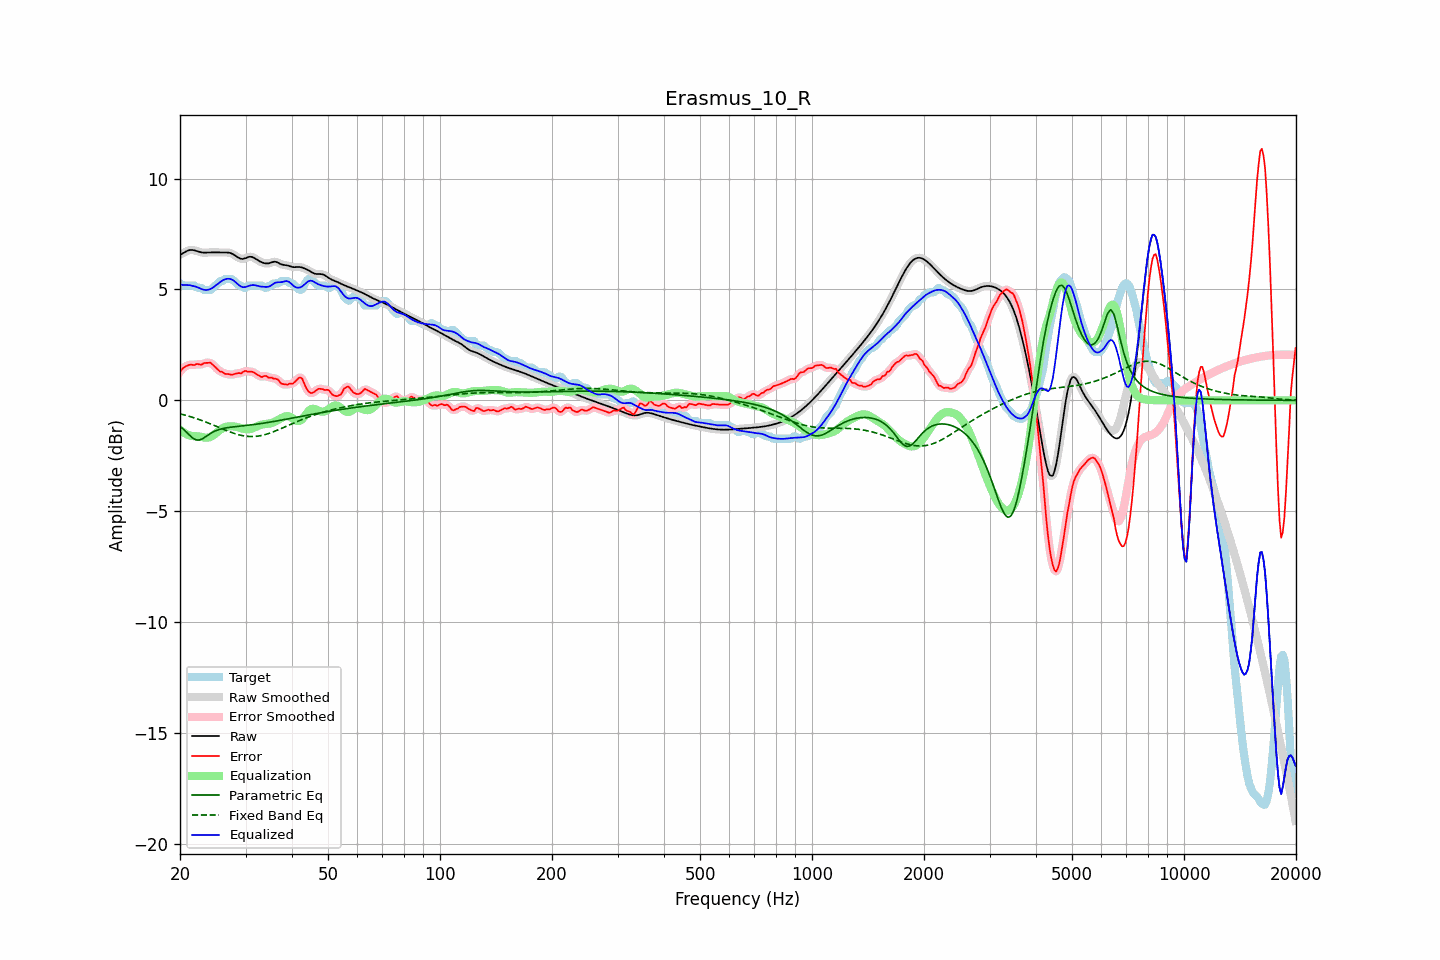 Erasmus_10_R
Amplitude (dBr)
10
5
0
−5
−10
−15
−20
Target
Raw Smoothed
Error Smoothed
Raw
Error
Equalization
Parametric Eq
Fixed Band Eq
Equalized
20 50 100 200 500 1000 2000 5000 10000 20000
Frequency (Hz)